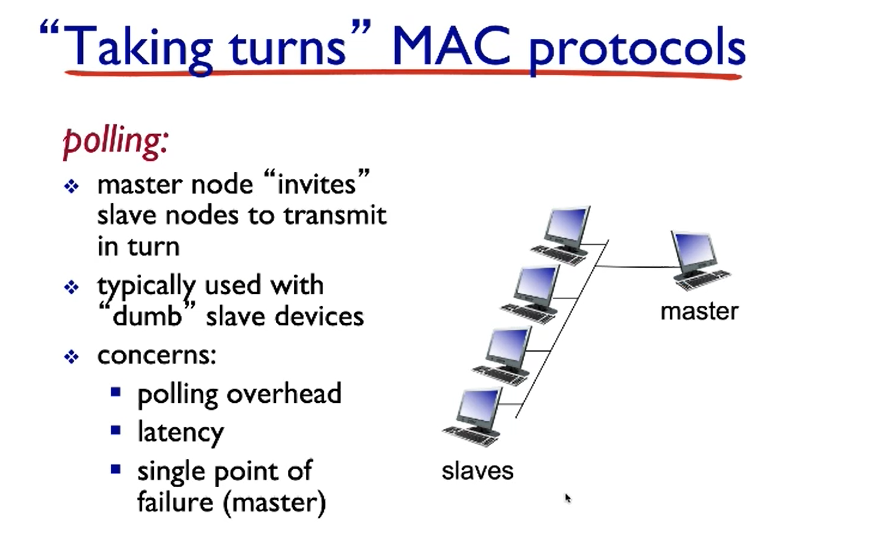 “Taking turns” MAC protocols
polling:
master node “invites”
slave nodes to transmit
in turn
typically used with
“dumb” slave devices
concerns:
polling overhead
latency
single point of
failure (master)
master
slaves